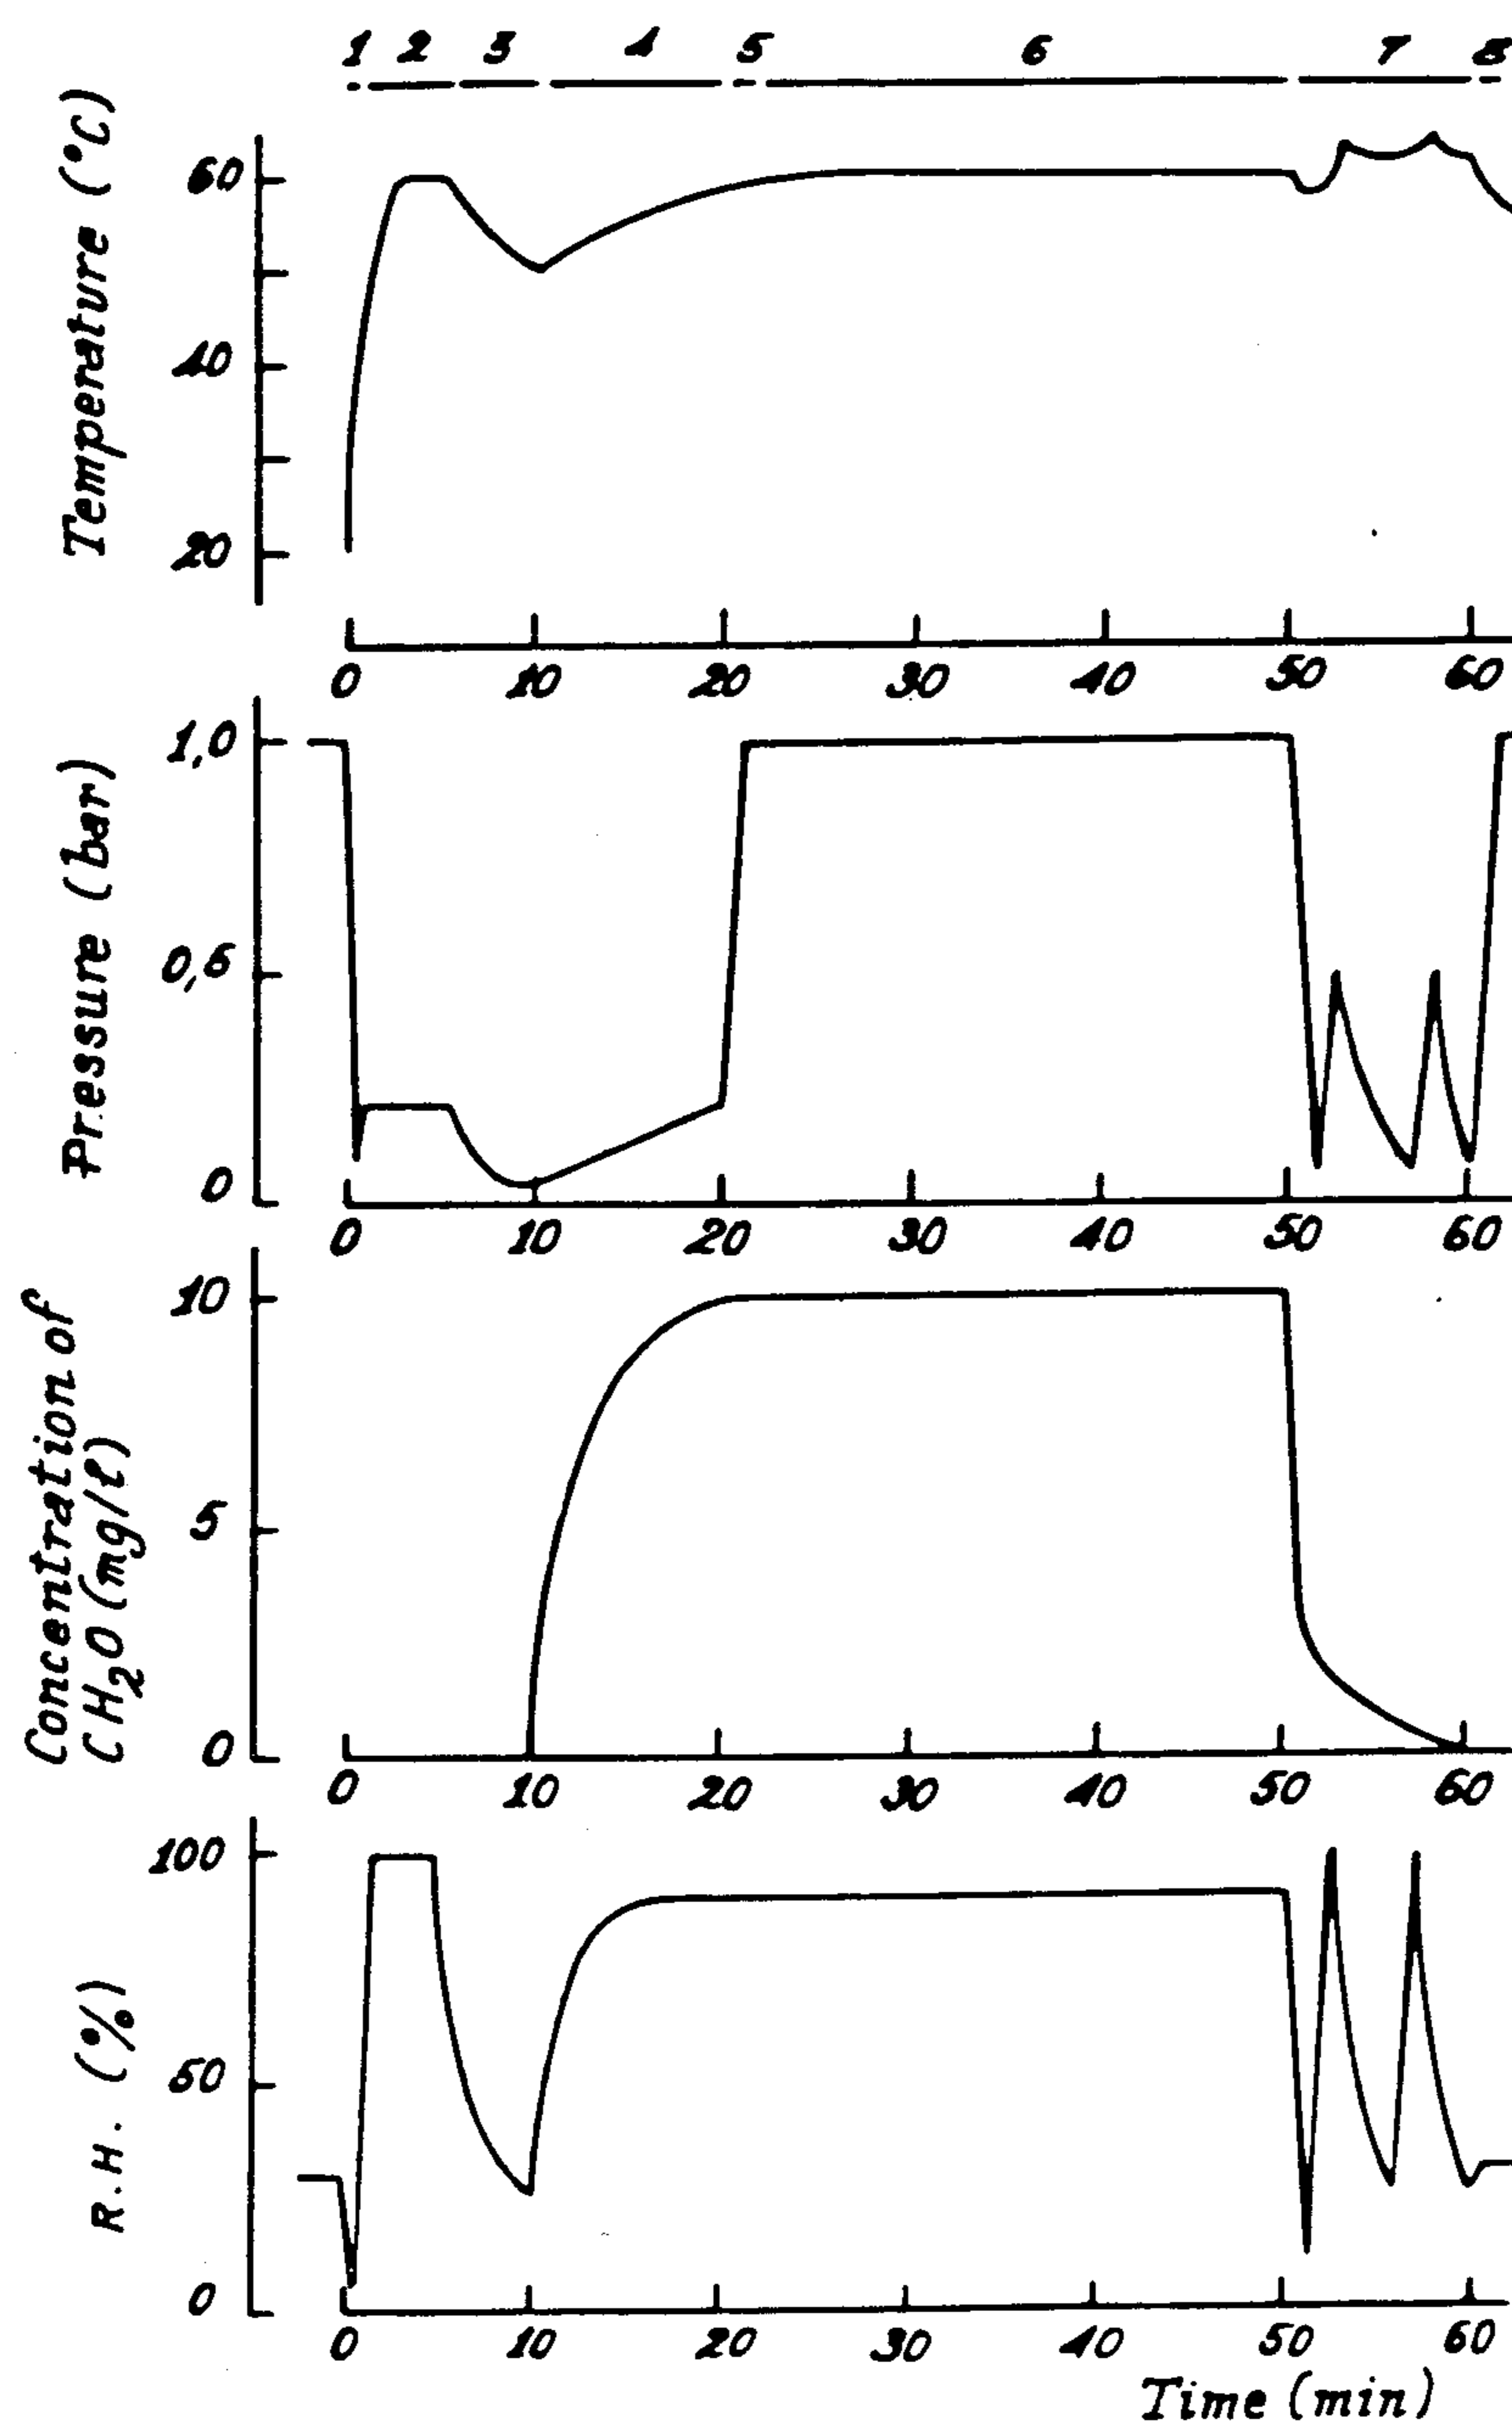 1 2 3 4 5 6 7 8
Temperature (°C)
60
40
20
0 10 20 30 40 50 60
Pressure (bar)
1,0
0,5
0
0 10 20 30 40 50 60
Concentration of
CH2O (mg/l)
10
5
0
0 10 20 30 40 50 60
R.H. (%)
100
50
0
0 10 20 30 40 50 60
Time (min)